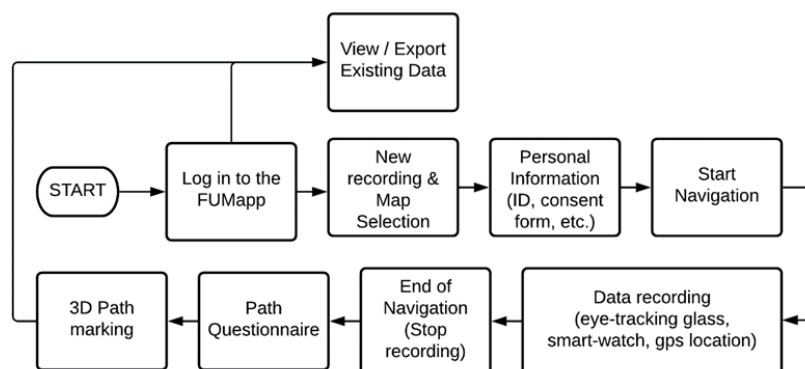 View / Export
Existing Data
START
Log in to the
FUMapp
New
recording &
Map
Selection
Personal
Information
(ID, consent
form, etc.)
Start
Navigation
3D Path
marking
Path
Questionnaire
End of
Navigation
(Stop
recording)
Data recording
(eye-tracking glass,
smart-watch, gps location)